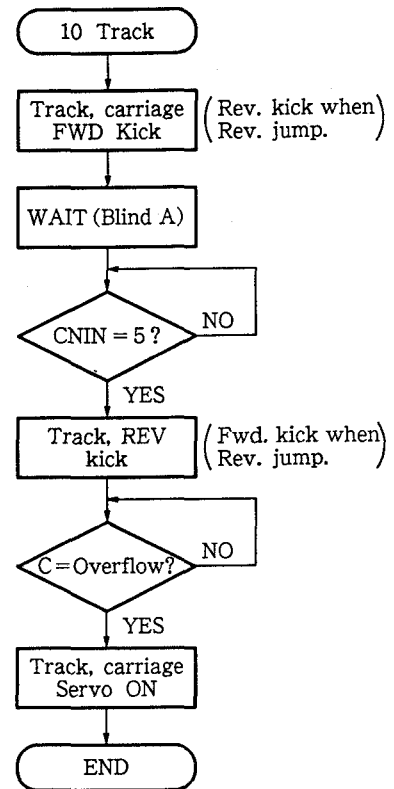 10 Track
Track, carriage
FWD Kick
(Rev. kick when
Rev. jump.)
WAIT (Blind A)
CNIN = 5?
NO
YES
Track, REV
kick
(Fwd. kick when
Rev. jump.)
C=Overflow?
NO
YES
Track, carriage
Servo ON
END